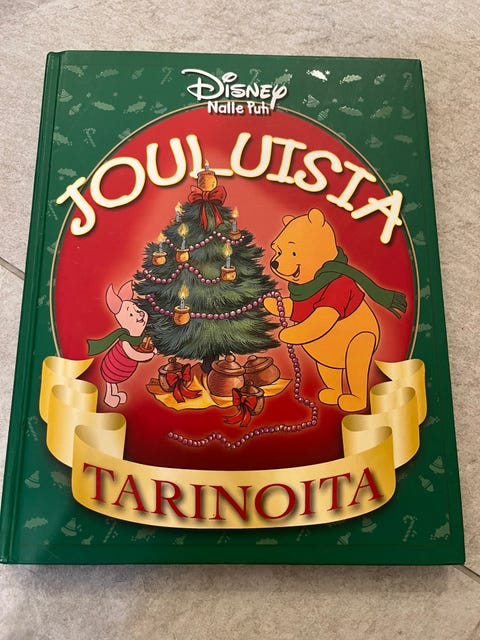 Disney
Nalle Puh
JOULUISIA
TARINOITA